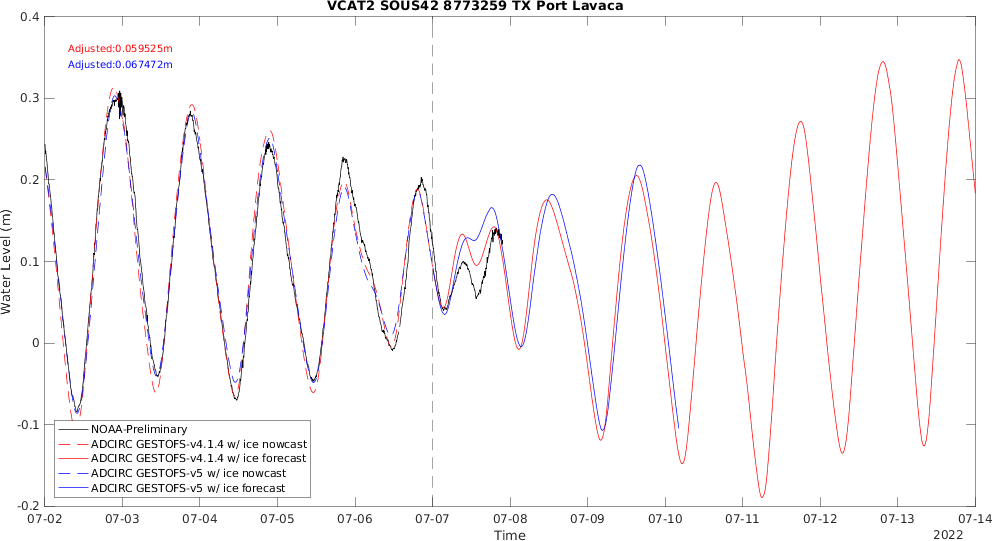 VCAT2 SOUS42 8773259 TX Port Lavaca
Adjusted:0.059525m
Adjusted:0.067472m
Water Level (m)
0.4
0.3
0.2
0.1
0
-0.1
-0.2
NOAA-Preliminary
ADCIRC GESTOFS-v4.1.4 w/ ice nowcast
ADCIRC GESTOFS-v4.1.4 w/ ice forecast
ADCIRC GESTOFS-v5 w/ ice nowcast
ADCIRC GESTOFS-v5 w/ ice forecast
07-02 07-03 07-04 07-05 07-06 07-07 07-08 07-09 07-10 07-11 07-12 07-13 07-14
Time
2022